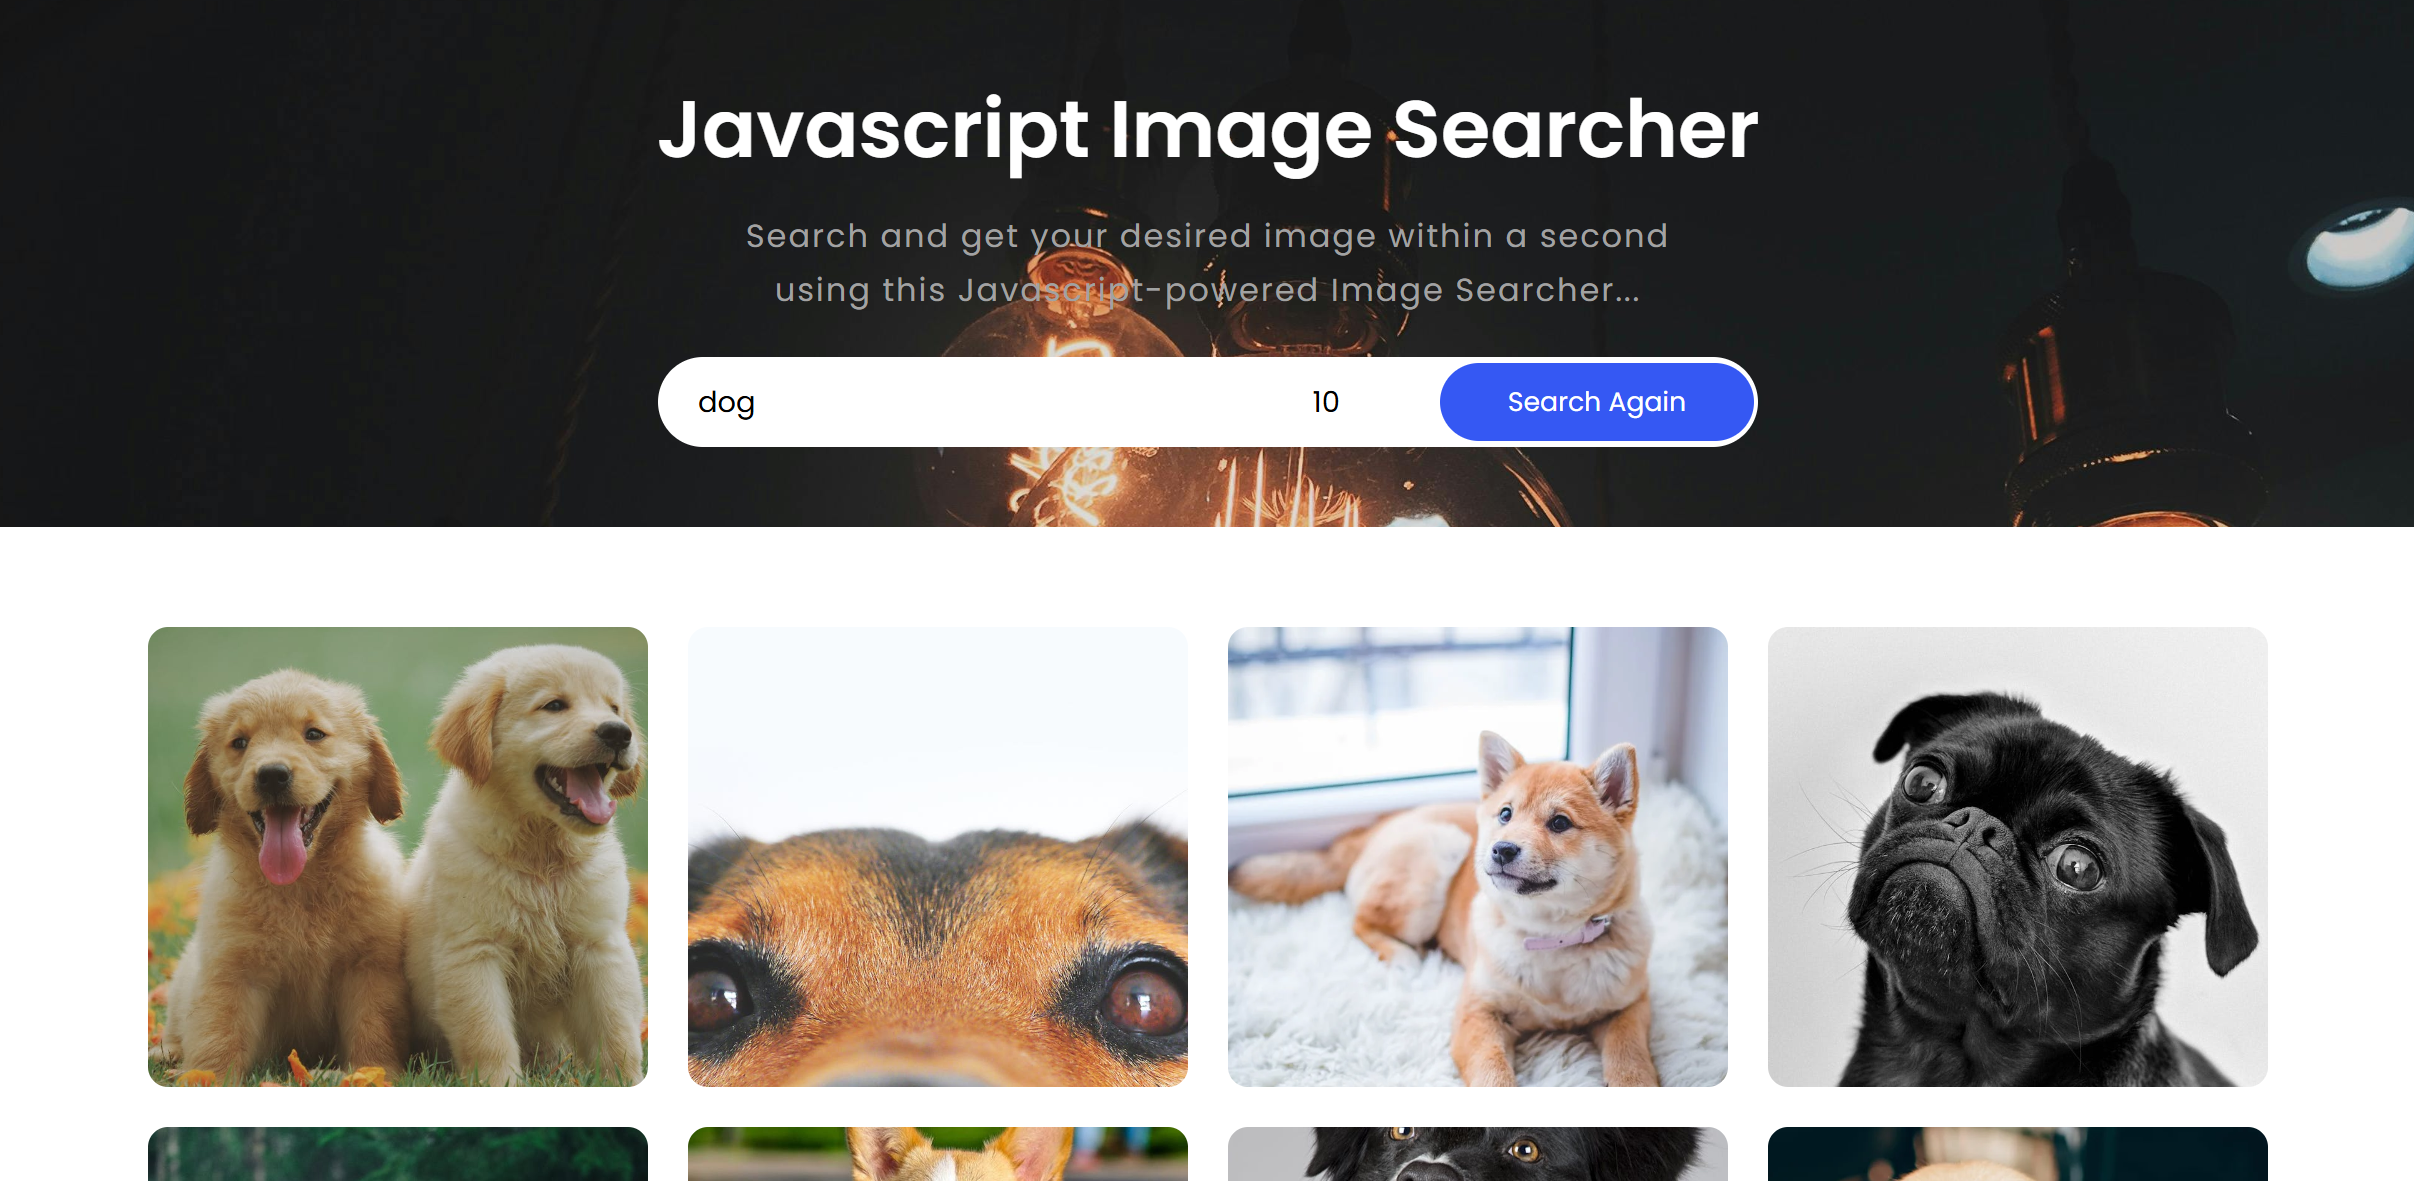 Javascript Image Searcher
Search and get your desired image within a second
using this Javascript-powered Image Searcher...
dog 10 Search Again